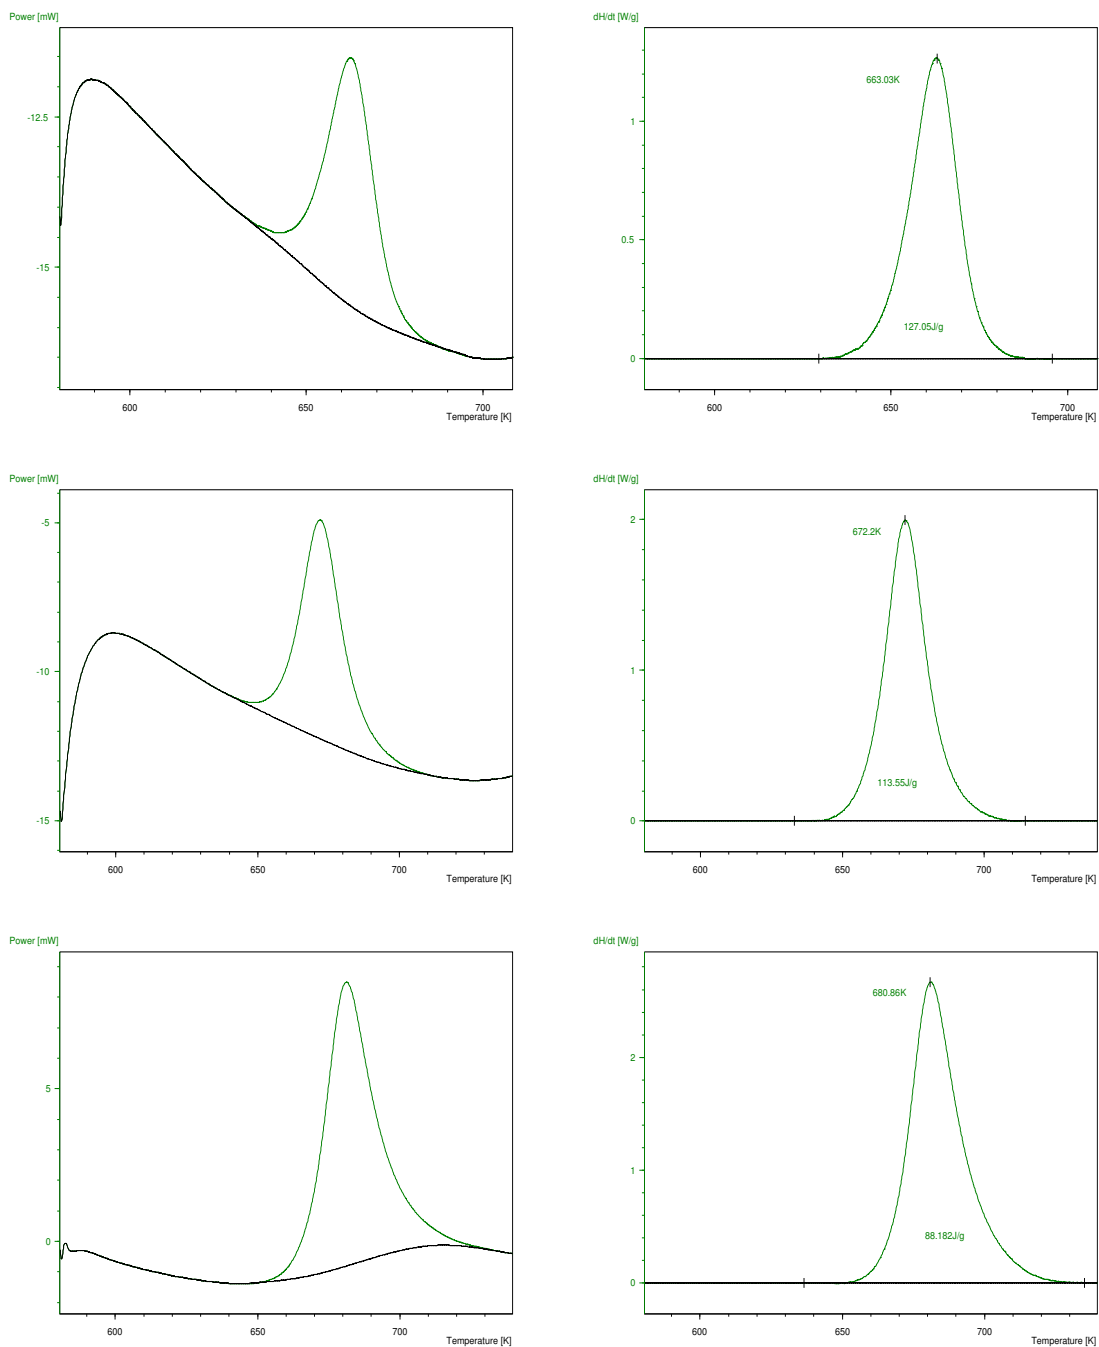 Power [mW]
-12.5
-15
600
650
700
Temperature [K]
dH/dt [W/g]
663.03K
1
0.5
127.05J/g
0
600
650
700
Temperature [K]
Power [mW]
-5
-10
-15
600
650
700
Temperature [K]
dH/dt [W/g]
2
672.2K
1
113.55J/g
0
600
650
700
Temperature [K]
Power [mW]
5
0
600
650
700
Temperature [K]
dH/dt [W/g]
680.86K
2
1
88.182J/g
0
600
650
700
Temperature [K]